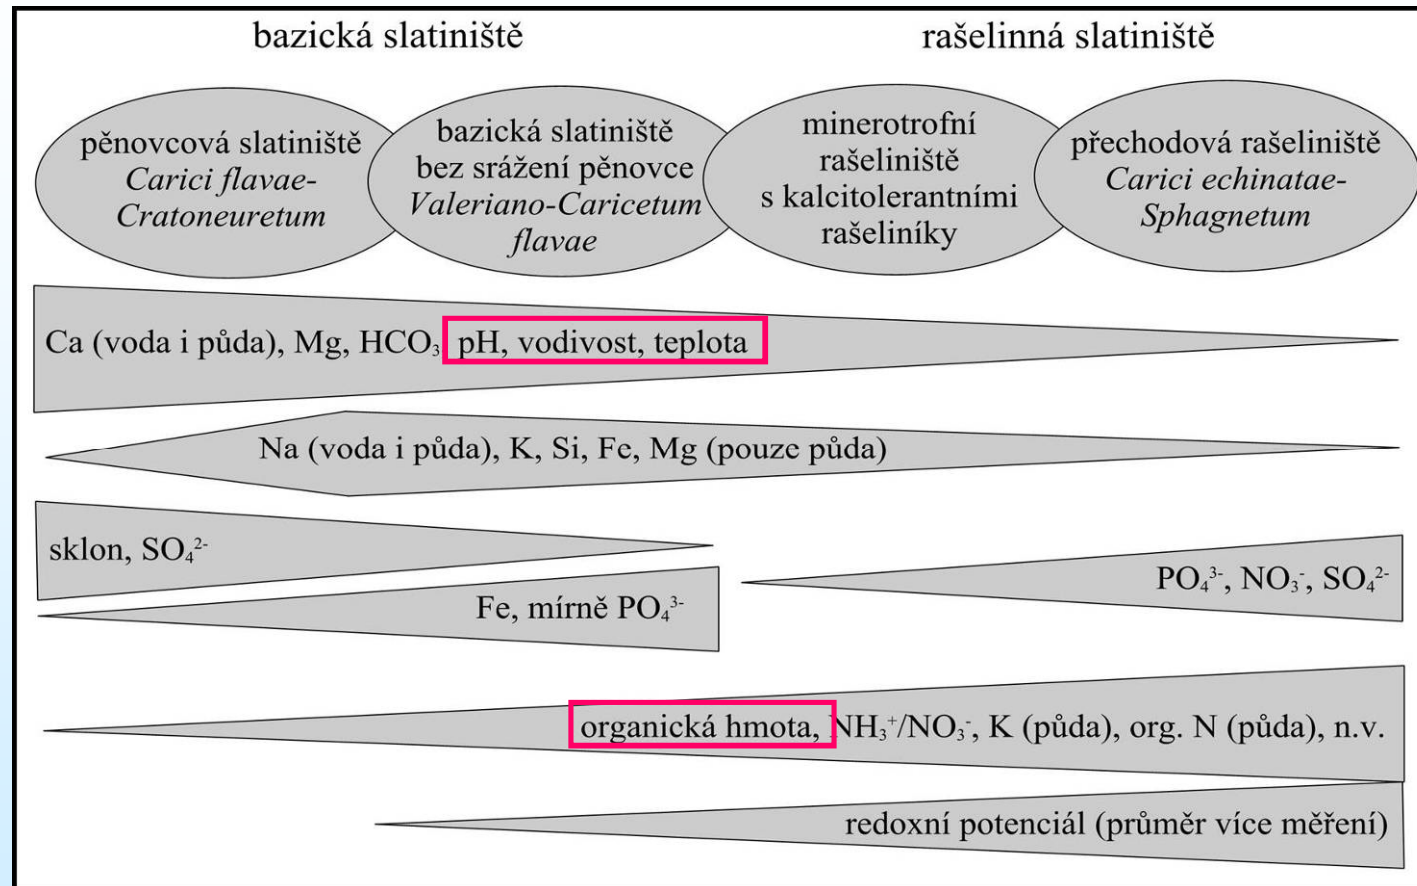 bazická slatiniště
rašelinná slatiniště
pěnovcová slatiniště
Carici flavae-
Cratoneuretum
bazická slatiniště
bez srážení pěnovce
Valeriano-Caricetum
flavae
minerotrofní
rašeliniště
s kalcitolerantními
rašeliníky
přechodová rašeliniště
Carici echinatae-
Sphagnetum
Ca (voda i půda), Mg, HCO₃ pH, vodivost, teplota
Na (voda i půda), K, Si, Fe, Mg (pouze půda)
sklon, SO₄²⁻
Fe, mírně PO₄³⁻
PO₄³⁻, NO₃⁻, SO₄²⁻
organická hmota, NH₃⁺/NO₃⁻, K (půda), org. N (půda), n.v.
redoxní potenciál (průměr více měření)